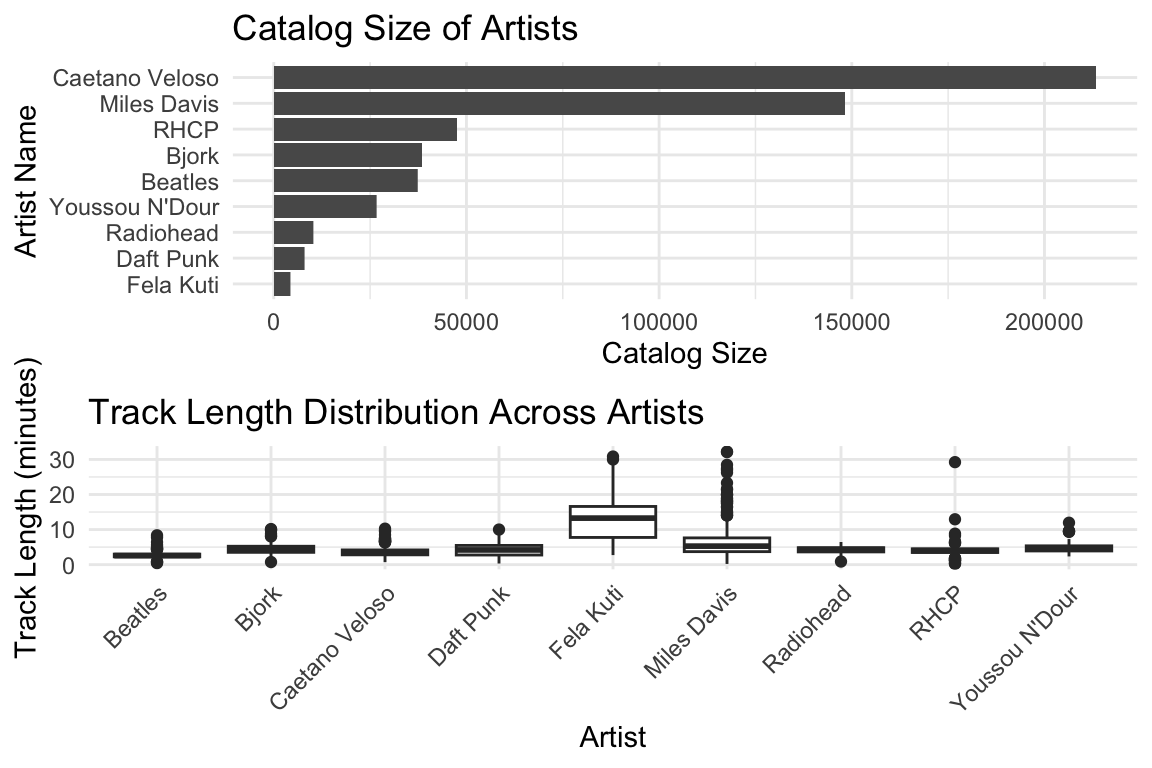 Catalog Size of Artists
Artist Name
Caetano Veloso
Miles Davis
RHCP
Bjork
Beatles
Youssou N'Dour
Radiohead
Daft Punk
Fela Kuti
0 50000 100000 150000 200000
Catalog Size
Track Length Distribution Across Artists
Track Length (minutes)
30
20
10
0
Beatles Bjork Caetano Veloso Daft Punk Fela Kuti Miles Davis Radiohead RHCP Youssou N'Dour
Artist